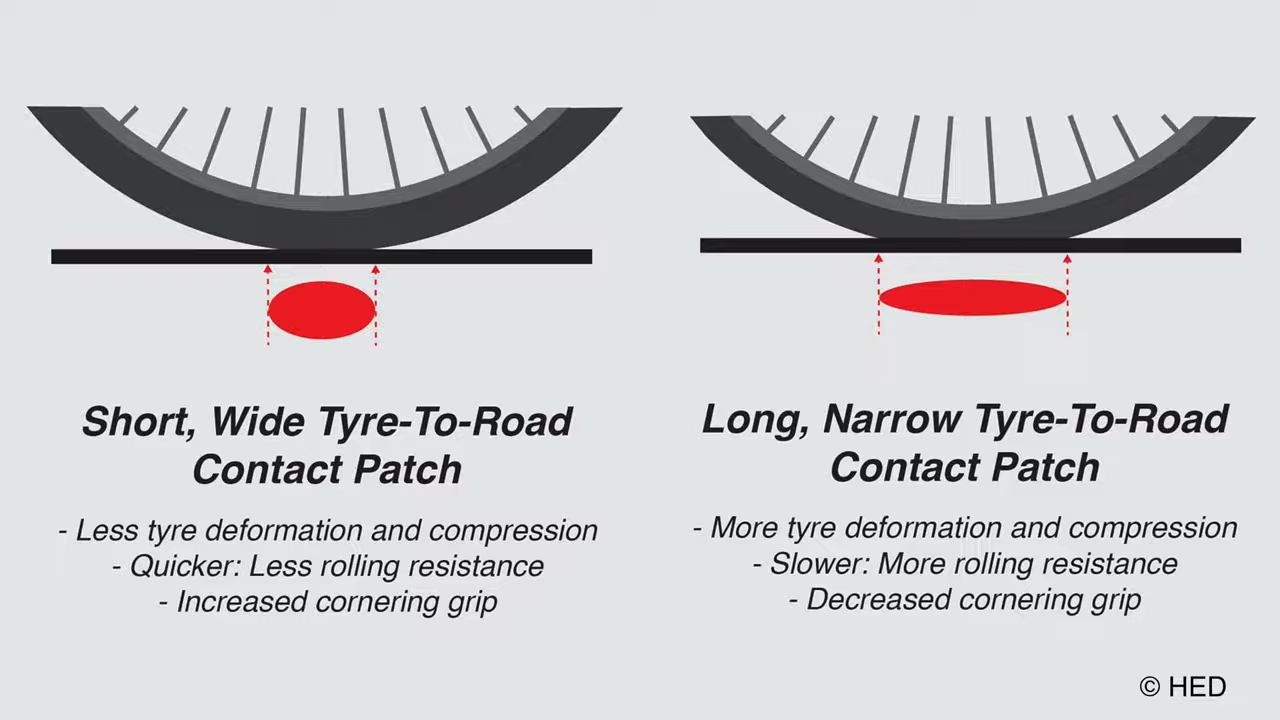 Short, Wide Tyre-To-Road
Contact Patch
- Less tyre deformation and compression
- Quicker: Less rolling resistance
- Increased cornering grip
Long, Narrow Tyre-To-Road
Contact Patch
- More tyre deformation and compression
- Slower: More rolling resistance
- Decreased cornering grip
© HED